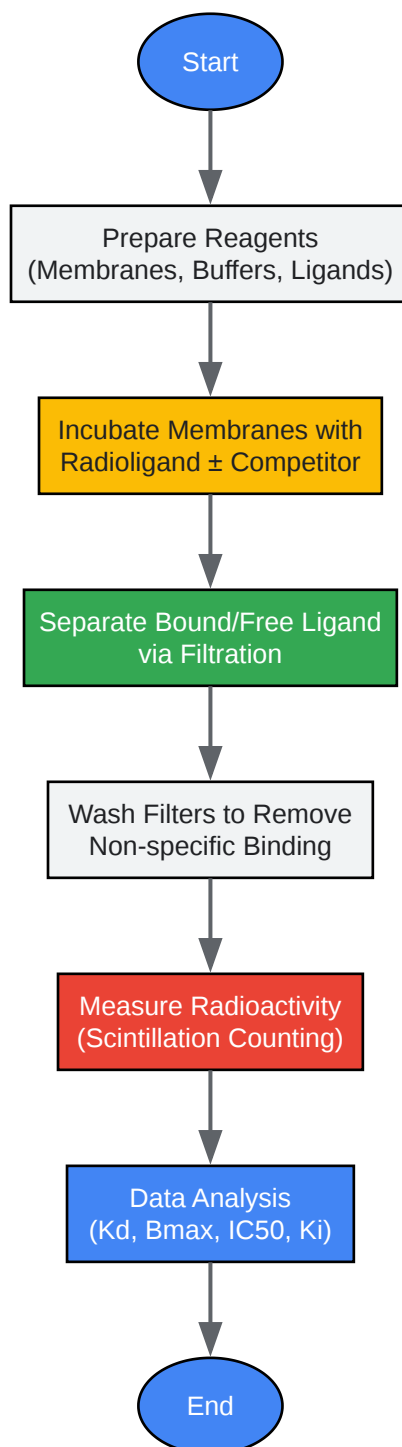 Start
Prepare Reagents
(Membranes, Buffers, Ligands)
Incubate Membranes with
Radioligand ± Competitor
Separate Bound/Free Ligand
via Filtration
Wash Filters to Remove
Non-specific Binding
Measure Radioactivity
(Scintillation Counting)
Data Analysis
(Kd, Bmax, IC50, Ki)
End